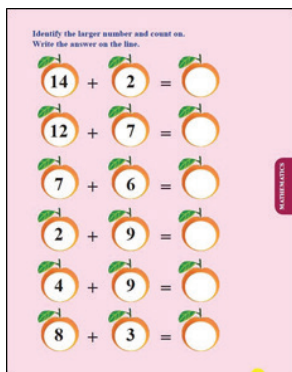 Identify the larger number and count on.
Write the answer on the line.
14 + 2 =
12 + 7 =
7 + 6 =
MATHEMATICS
2 + 9 =
4 + 9 =
8 + 3 =